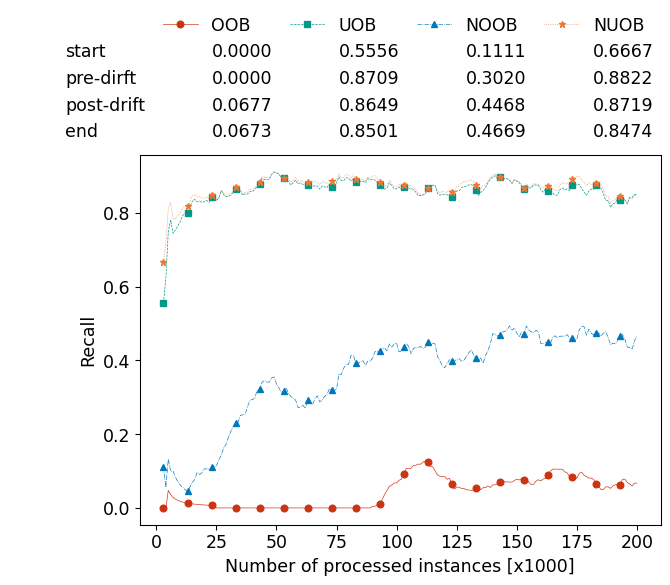 OOB UOB NOOB NUOB
start 0.0000 0.5556 0.1111 0.6667
pre-dirft 0.0000 0.8709 0.3020 0.8822
post-drift 0.0677 0.8649 0.4468 0.8719
end 0.0673 0.8501 0.4669 0.8474
0.8
0.6
0.4
0.2
0.0
Recall
0 25 50 75 100 125 150 175 200
Number of processed instances [x1000]